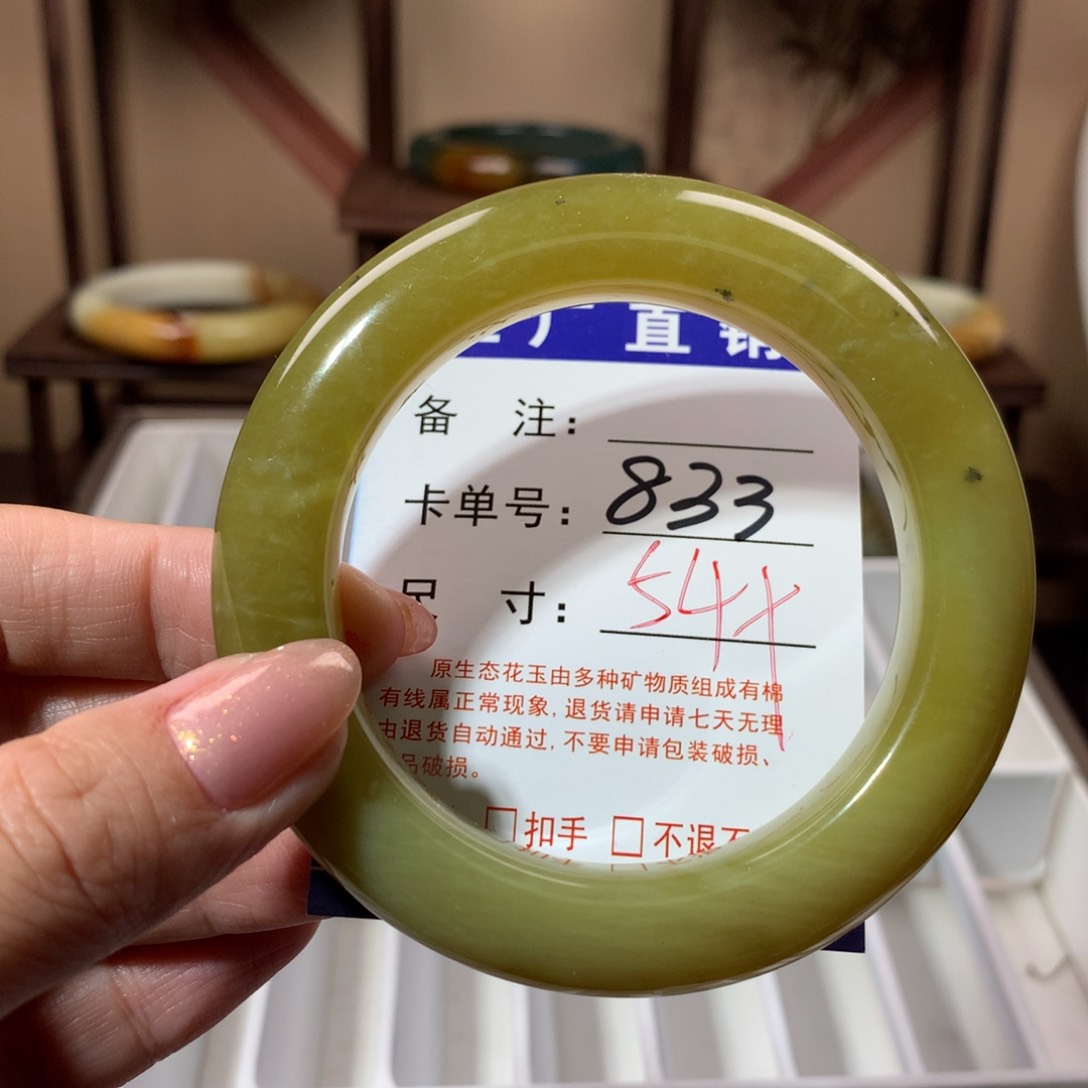 厂直销
备 注:
卡单号: 833
尺 寸: 54
原生态花玉由多种矿物质组成有棉
有线属正常现象,退货请申请七天无理
由退货自动通过,不要申请包装破损、
品破损。
□扣手 □不退